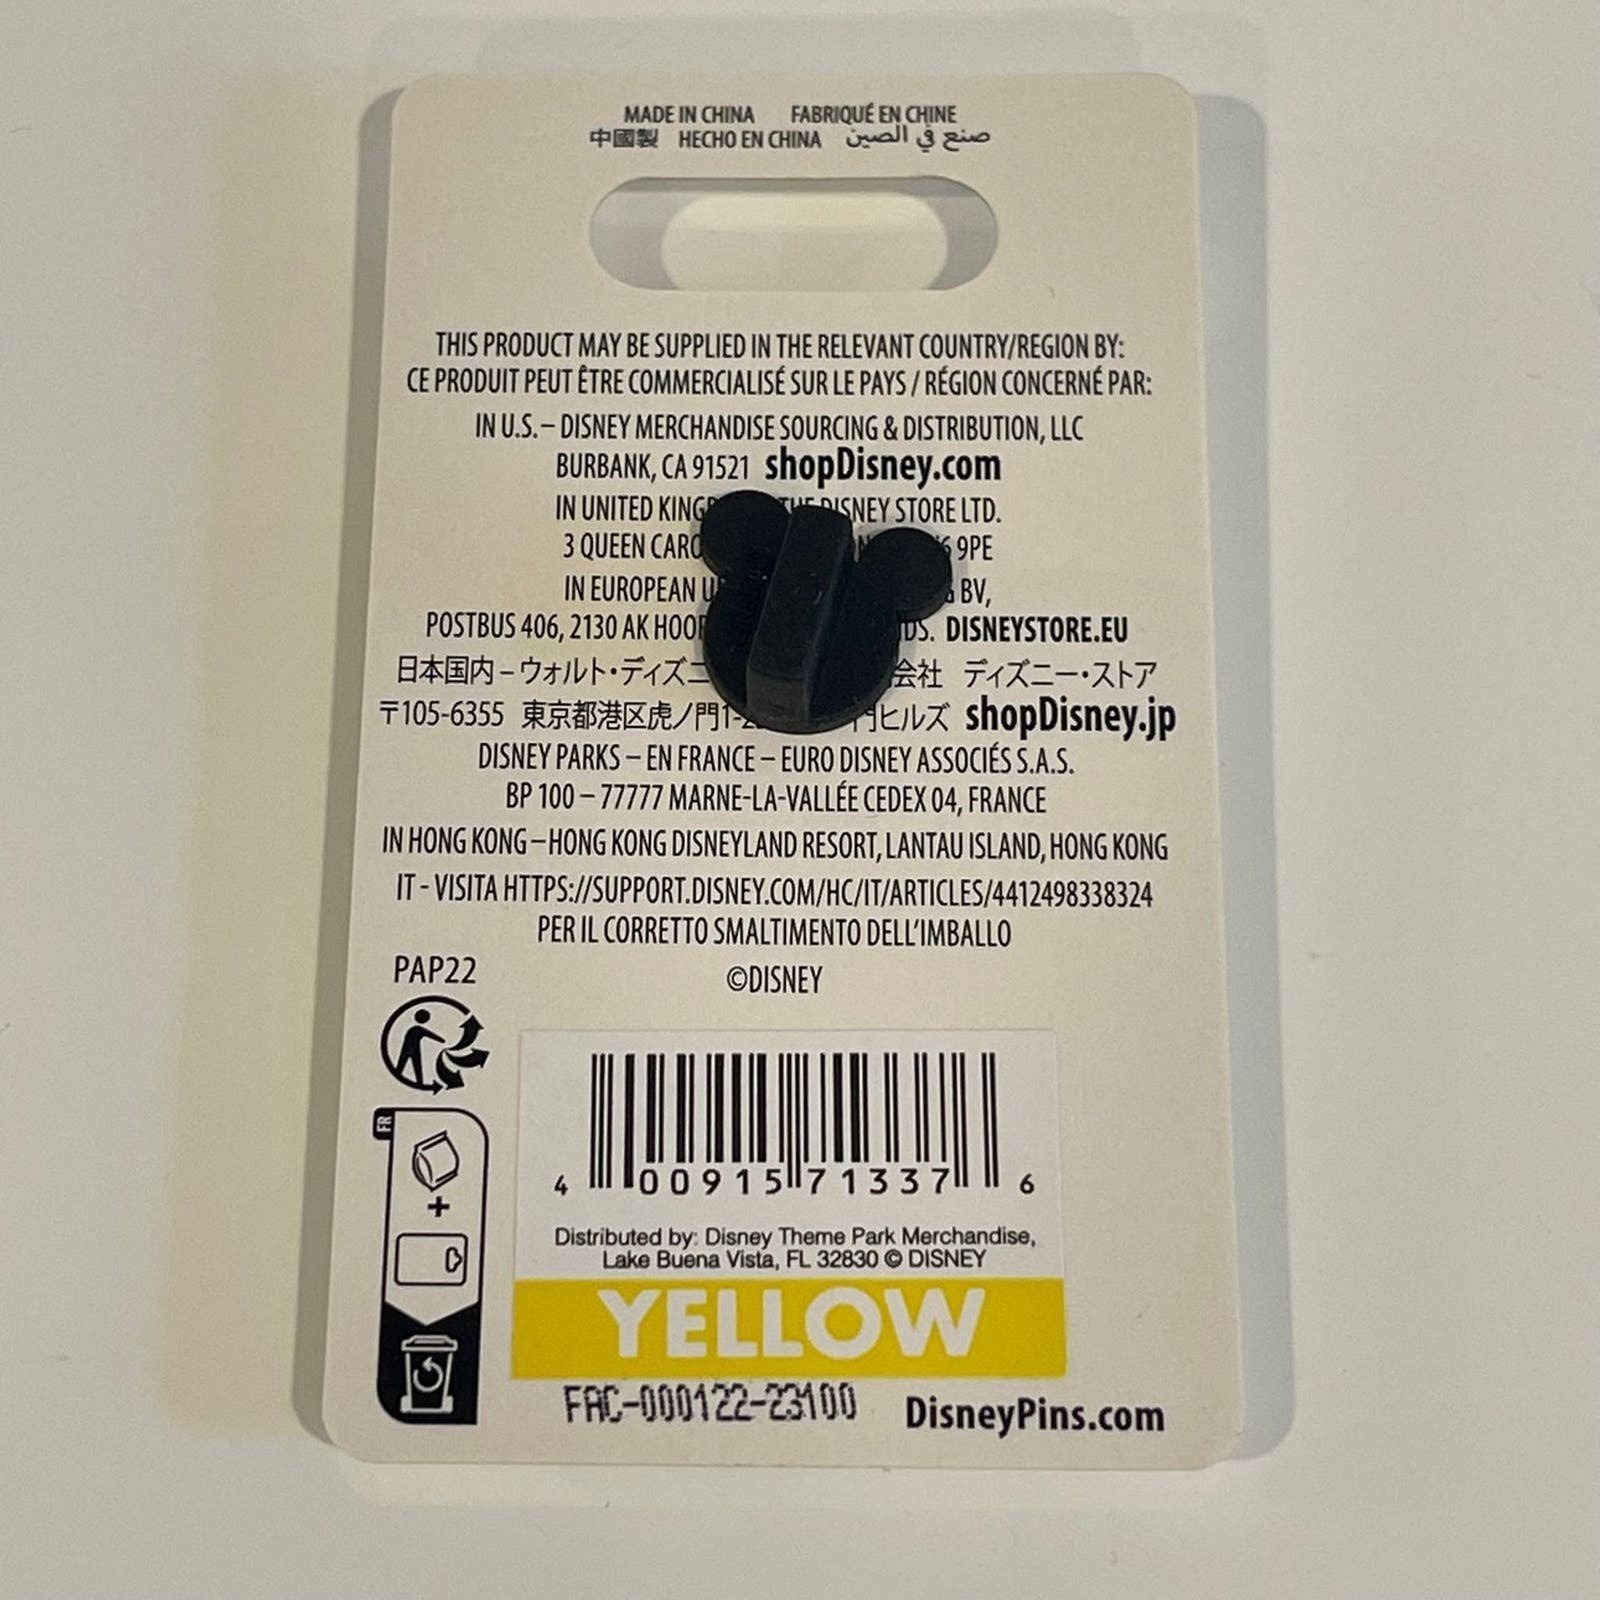 MADE IN CHINA FABRIQUÉ EN CHINE
中國製 HECHO EN CHINA صنع في الصين
THIS PRODUCT MAY BE SUPPLIED IN THE RELEVANT COUNTRY/REGION BY:
CE PRODUIT PEUT ÊTRE COMMERCIALISÉ SUR LE PAYS / RÉGION CONCERNÉ PAR:
IN U.S. – DISNEY MERCHANDISE SOURCING & DISTRIBUTION, LLC
BURBANK, CA 91521 shopDisney.com
IN UNITED DISNEY STORE LTD.
3 QUEEN 9PE
IN EUROPEAN BV,
POSTBUS 406, 2130 AK DISNEYSTORE.EU
日本国内 – ウォルト・ディズニ 会社 ディズニー・ストア
〒105-6355 東京都港区虎ノ門 ヒルズ shopDisney.jp
DISNEY PARKS – EN FRANCE – EURO DISNEY ASSOCIÉS S.A.S.
BP 100 – 77777 MARNE-LA-VALLÉE CEDEX 04, FRANCE
IN HONG KONG – HONG KONG DISNEYLAND RESORT, LANTAU ISLAND, HONG KONG
IT - VISITA HTTPS://SUPPORT.DISNEY.COM/HC/IT/ARTICLES/4412498338324
PER IL CORRETTO SMALTIMENTO DELL'IMBALLO
©DISNEY
PAP22
FR
+
4 00915 71337 6
Distributed by: Disney Theme Park Merchandise,
Lake Buena Vista, FL 32830 © DISNEY
YELLOW
FAC-000122-23100
DisneyPins.com